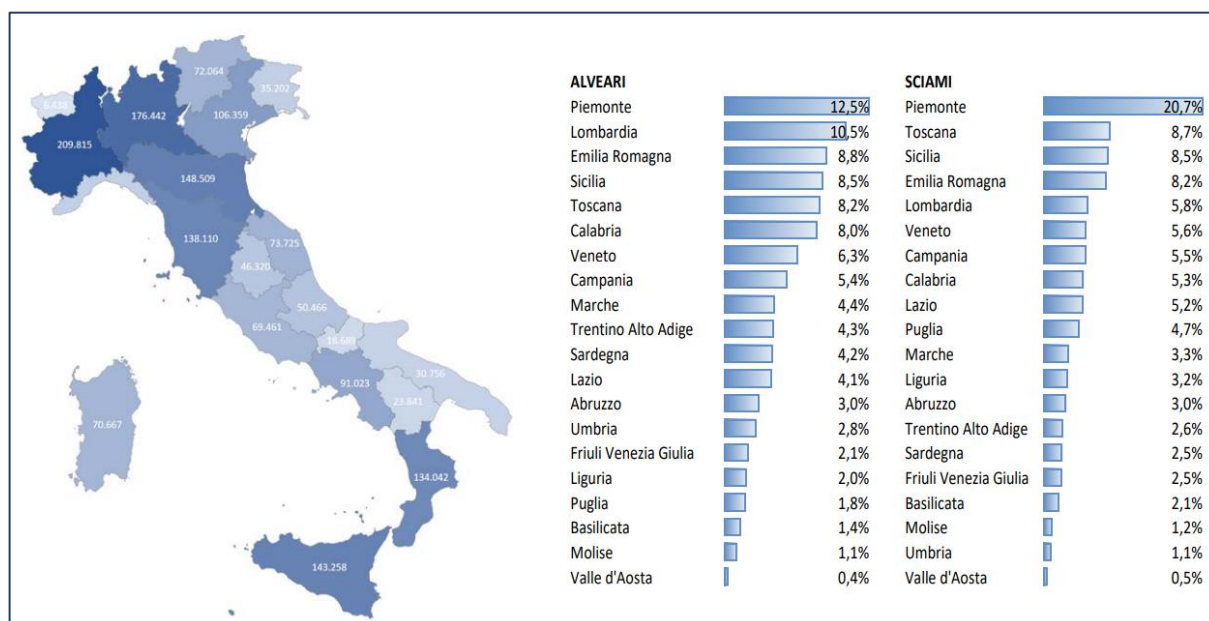 72.064
35.202
6.438
176.442
106.359
209.815
148.509
138.110
73.725
46.320
50.466
69.461
18.689
30.756
91.023
23.841
70.667
134.042
143.258
ALVEARI
Piemonte 12,5%
Lombardia 10,5%
Emilia Romagna 8,8%
Sicilia 8,5%
Toscana 8,2%
Calabria 8,0%
Veneto 6,3%
Campania 5,4%
Marche 4,4%
Trentino Alto Adige 4,3%
Sardegna 4,2%
Lazio 4,1%
Abruzzo 3,0%
Umbria 2,8%
Friuli Venezia Giulia 2,1%
Liguria 2,0%
Puglia 1,8%
Basilicata 1,4%
Molise 1,1%
Valle d'Aosta 0,4%
SCIAMI
Piemonte 20,7%
Toscana 8,7%
Sicilia 8,5%
Emilia Romagna 8,2%
Lombardia 5,8%
Veneto 5,6%
Campania 5,5%
Calabria 5,3%
Lazio 5,2%
Puglia 4,7%
Marche 3,3%
Liguria 3,2%
Abruzzo 3,0%
Trentino Alto Adige 2,6%
Sardegna 2,5%
Friuli Venezia Giulia 2,5%
Basilicata 2,1%
Molise 1,2%
Umbria 1,1%
Valle d'Aosta 0,5%